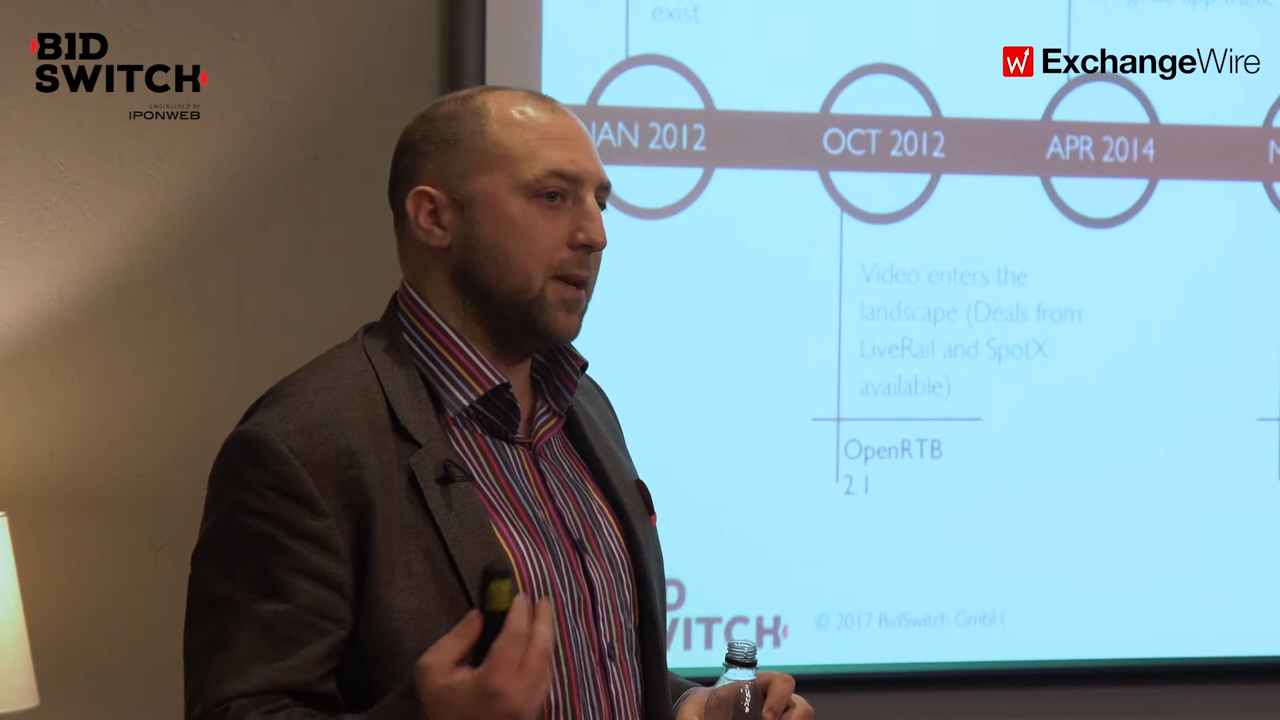 BID
SWITCH
ENGINEERED BY
IPONWEB
ExchangeWire
exist
JAN 2012
OCT 2012
APR 2014
Video enters the
landscape (Deals from
LiveRail and SpotX
available)
OpenRTB
2.1
© 2017 BidSwitch GmbH